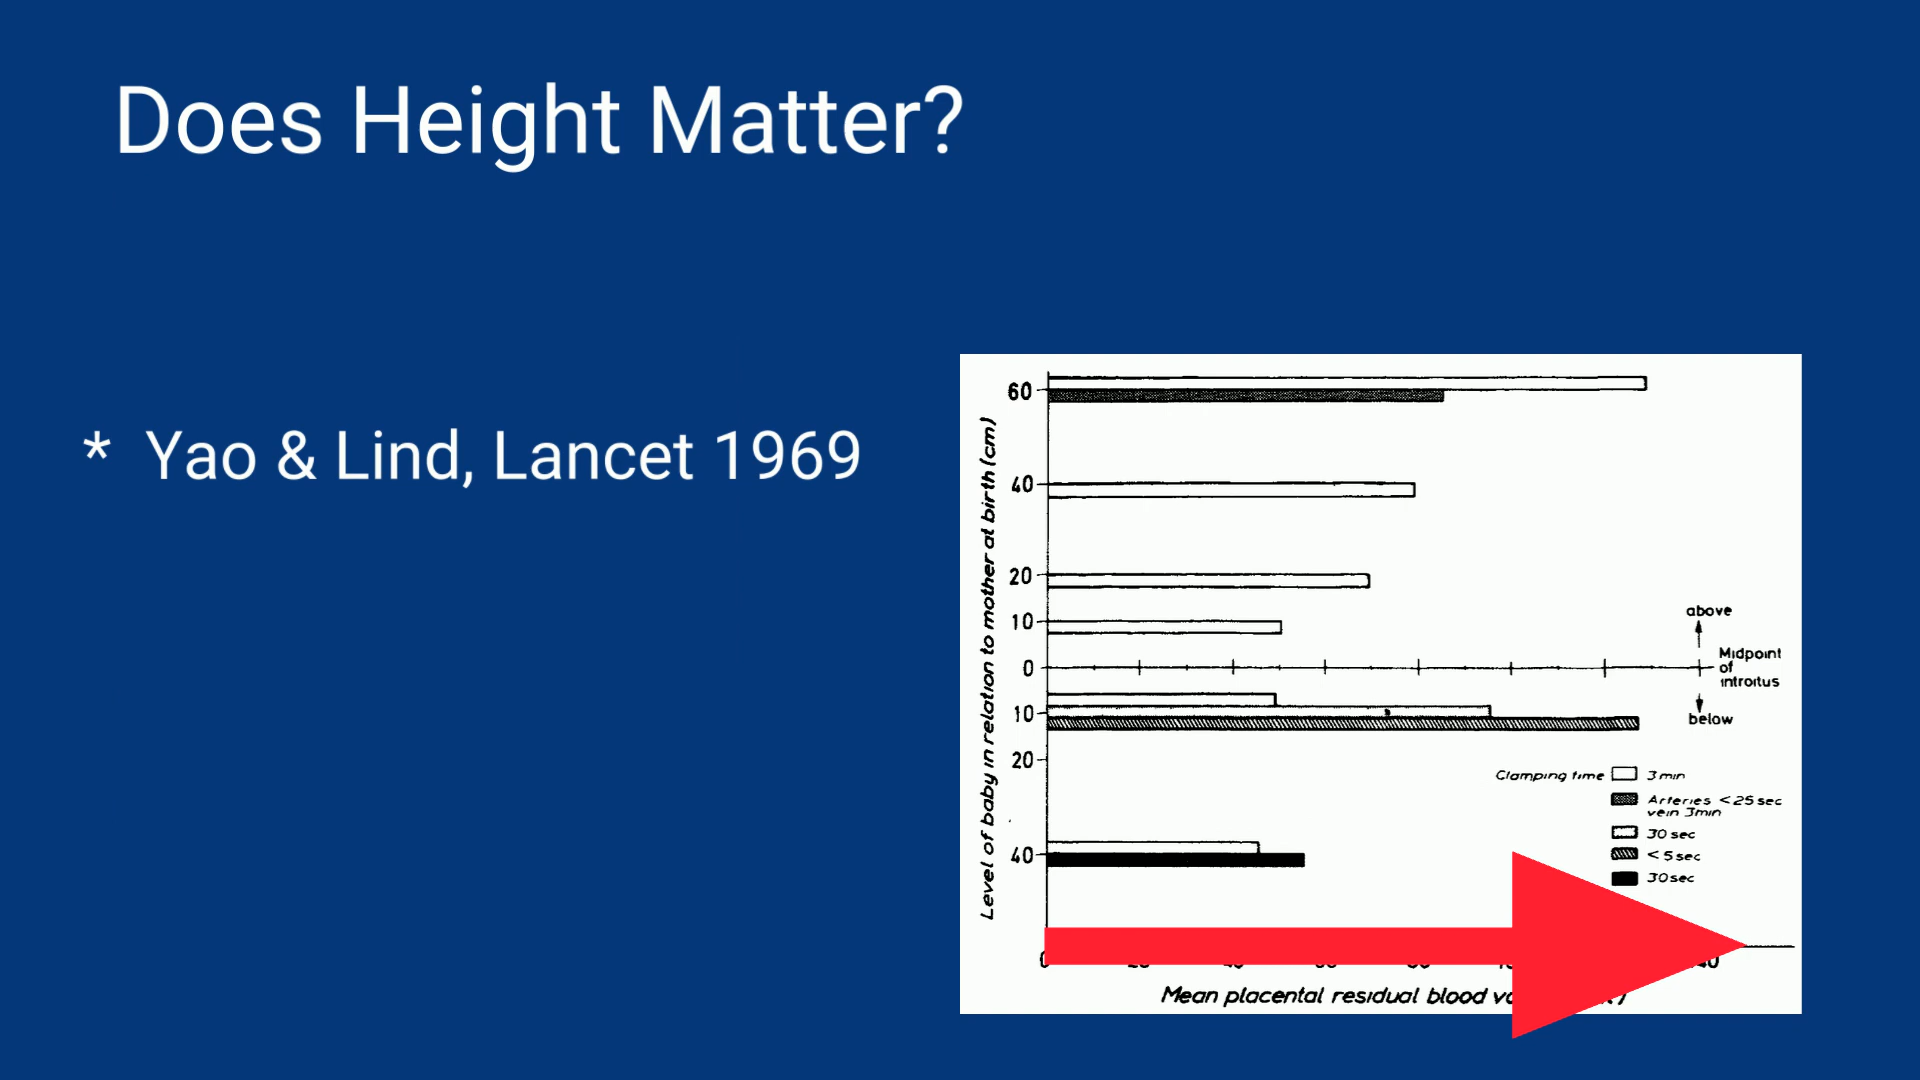 Does Height Matter?
* Yao & Lind, Lancet 1969
Level of baby in relation to mother at birth (cm)
60
40
20
10
0
10
20
40
above
Midpoint
of
introitus
below
Clamping time
3 min
Arteries <25 sec
vein 3min
30 sec
<5 sec
30 sec
Mean placental residual blood